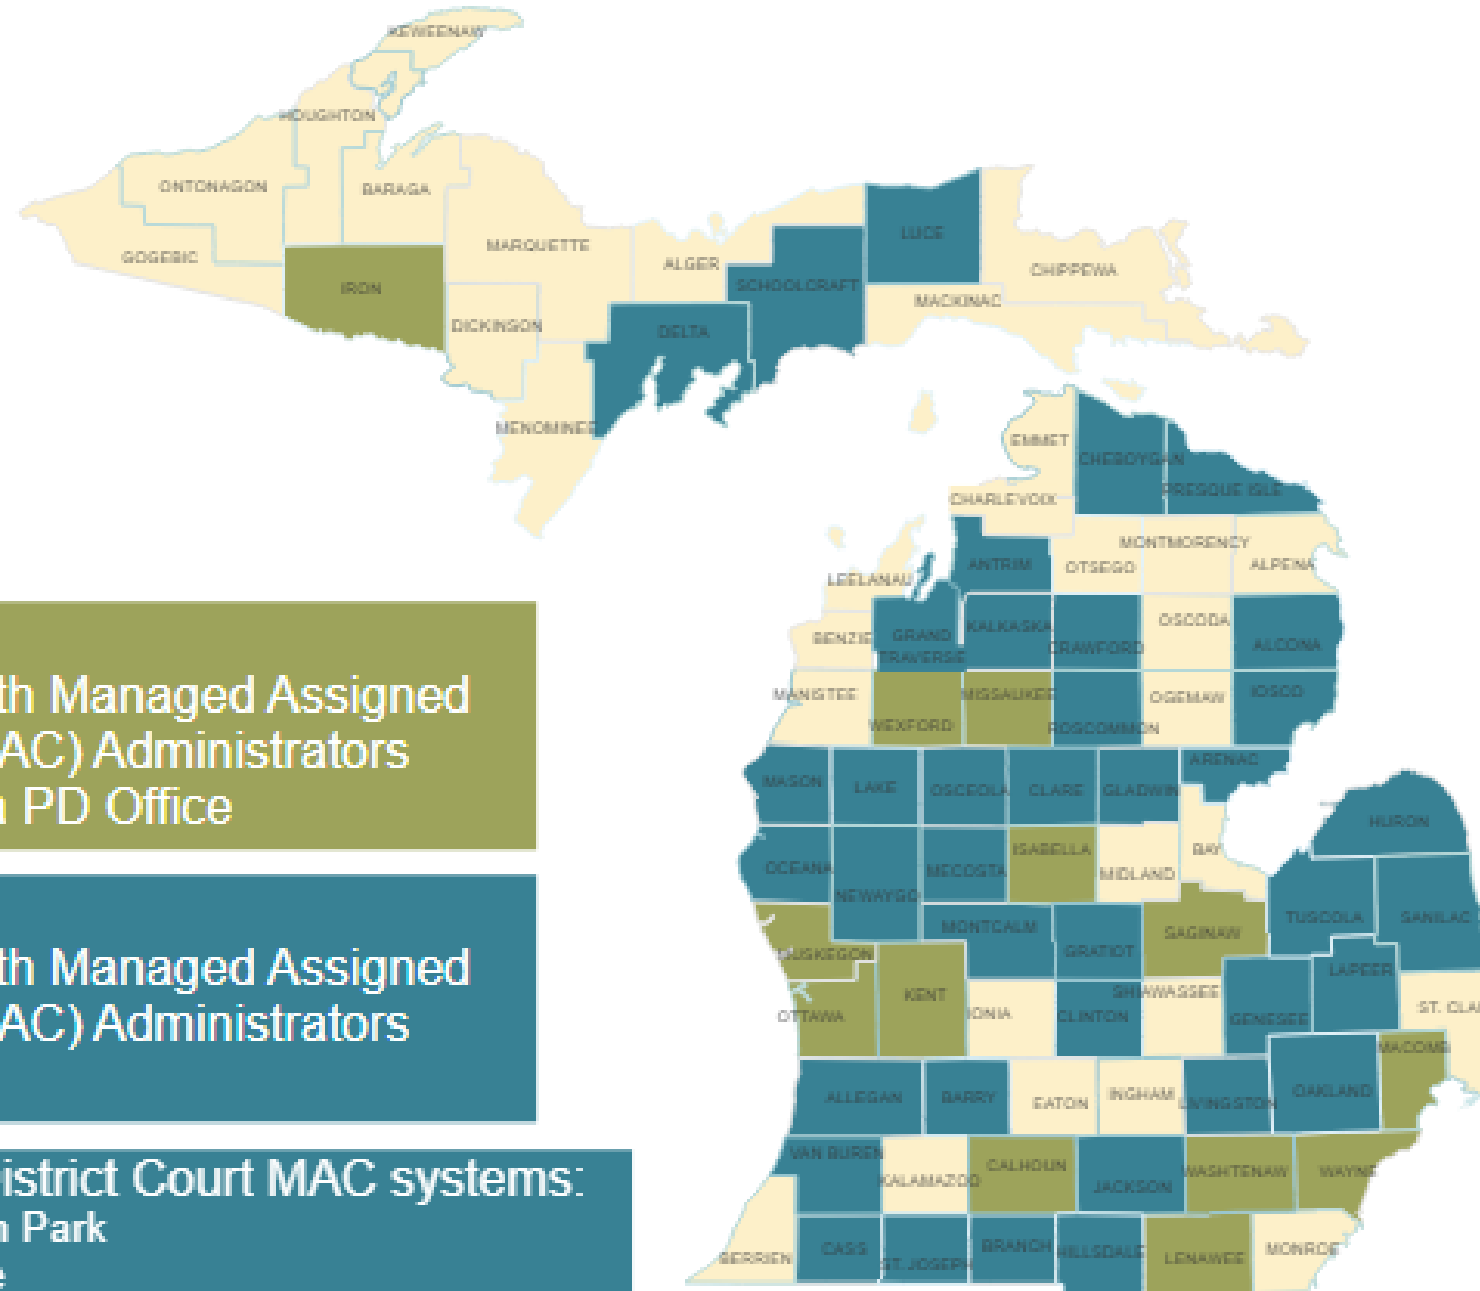 KEWEENAW
HOUGHTON
ONTONAGON
BARAGA
GOGEBIC
MARQUETTE
IRON
ALGER
LUCE
SCHOOLCRAFT
CHIPPEWA
MACKINAC
DICKINSON
DELTA
MENOMINEE
EMMET
CHEBOYGAN
PRESQUE ISLE
CHARLEVOIX
MONTMORENCY
ANTRIM
OTSEGO
ALPENA
LEELANAU
BENZIE
GRAND
TRAVERSE
KALKASKA
CRAWFORD
OSCODA
ALCONA
MANISTEE
WEXFORD
MISSAUKEE
ROSCOMMON
OGEMAW
IOSCO
MASON
LAKE
OSCEOLA
CLARE
GLADWIN
ARENAC
HURON
OCEANA
NEWAYGO
MECOSTA
ISABELLA
MIDLAND
BAY
MUSKEGON
MONTCALM
GRATIOT
SAGINAW
TUSCOLA
SANILAC
OTTAWA
KENT
IONIA
CLINTON
SHIAWASSEE
GENESEE
LAPEER
ST. CLAI
ALLEGAN
BARRY
EATON
INGHAM
LIVINGSTON
OAKLAND
MACOMB
VAN BUREN
KALAMAZOO
CALHOUN
JACKSON
WASHTENAW
WAYNE
BERRIEN
CASS
ST. JOSEPH
BRANCH
HILLSDALE
LENAWEE
MONROE
th Managed Assigned
AC) Administrators
PD Office
th Managed Assigned
AC) Administrators
istrict Court MAC systems:
Park
e